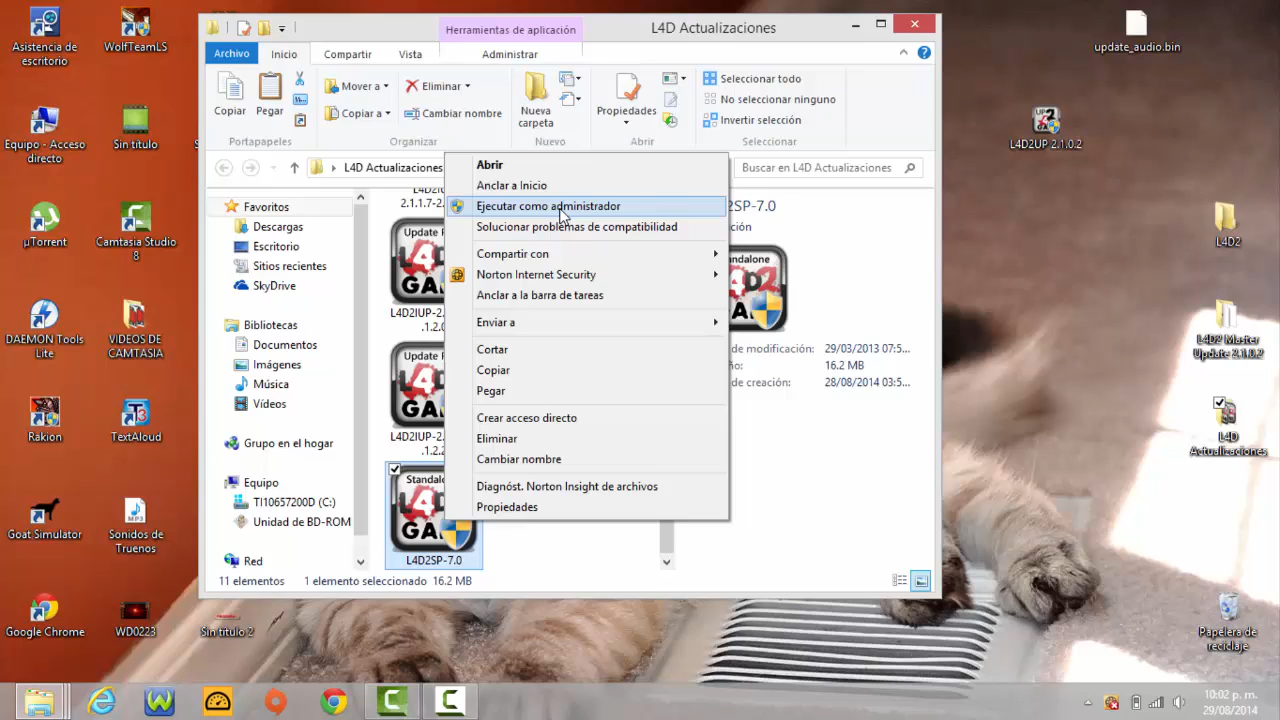 Asistencia de
escritorio
WolfTeamLS
Equipo - Acceso
directo
Sin titulo
µTorrent
Camtasia Studio
8
DAEMON Tools
Lite
VIDEOS DE
CAMTASIA
Rakion
TextAloud
Goat Simulator
Sonidos de
Truenos
Google Chrome
WD0223
Sin titulo 2
Herramientas de aplicación
L4D Actualizaciones
Archivo
Inicio
Compartir
Vista
Administrar
Copiar
Pegar
Mover a
Copiar a
Eliminar
Cambiar nombre
Nueva
carpeta
Propiedades
Seleccionar todo
No seleccionar ninguno
Invertir selección
Portapapeles
Organizar
Nuevo
Abrir
Seleccionar
L4D Actualizaciones
Buscar en L4D Actualizaciones
Favoritos
Descargas
Escritorio
Sitios recientes
SkyDrive
Bibliotecas
Documentos
Imágenes
Música
Vídeos
Grupo en el hogar
Equipo
TI10657200D (C:)
Unidad de BD-ROM
Red
2.1.1.7-2.
Update
L4D2IUP-2.
.1.2.0
Update
L4D2IUP-2.
.1.2.2
L4D2SP-7.0
Abrir
Anclar a Inicio
Ejecutar como administrador
Solucionar problemas de compatibilidad
Compartir con
Norton Internet Security
Anclar a la barra de tareas
Enviar a
Cortar
Copiar
Pegar
Crear acceso directo
Eliminar
Cambiar nombre
Diagnóst. Norton Insight de archivos
Propiedades
2SP-7.0
ción
de modificación: 29/03/2013 07:5...
ño: 16.2 MB
de creación: 28/08/2014 03:5...
11 elementos
1 elemento seleccionado 16.2 MB
update_audio.bin
L4D2UP 2.1.0.2
L4D2
L4D2 Master
Update 2.1.0.2
L4D
Actualizaciones
Papelera de
reciclaje
10:02 p. m.
29/08/2014